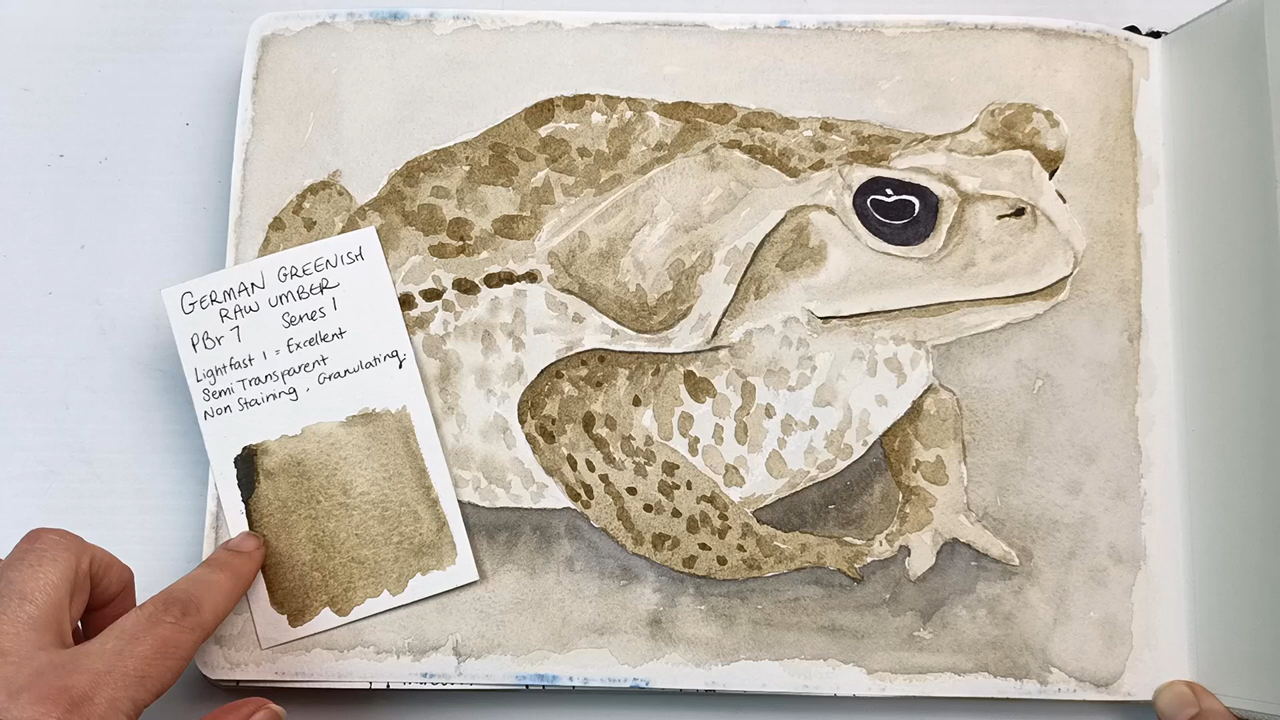 GERMAN GREENISH
RAW UMBER
PBr 7 Series 1
Lightfast 1 = Excellent
Semi Transparent
Non Staining . Granulating.